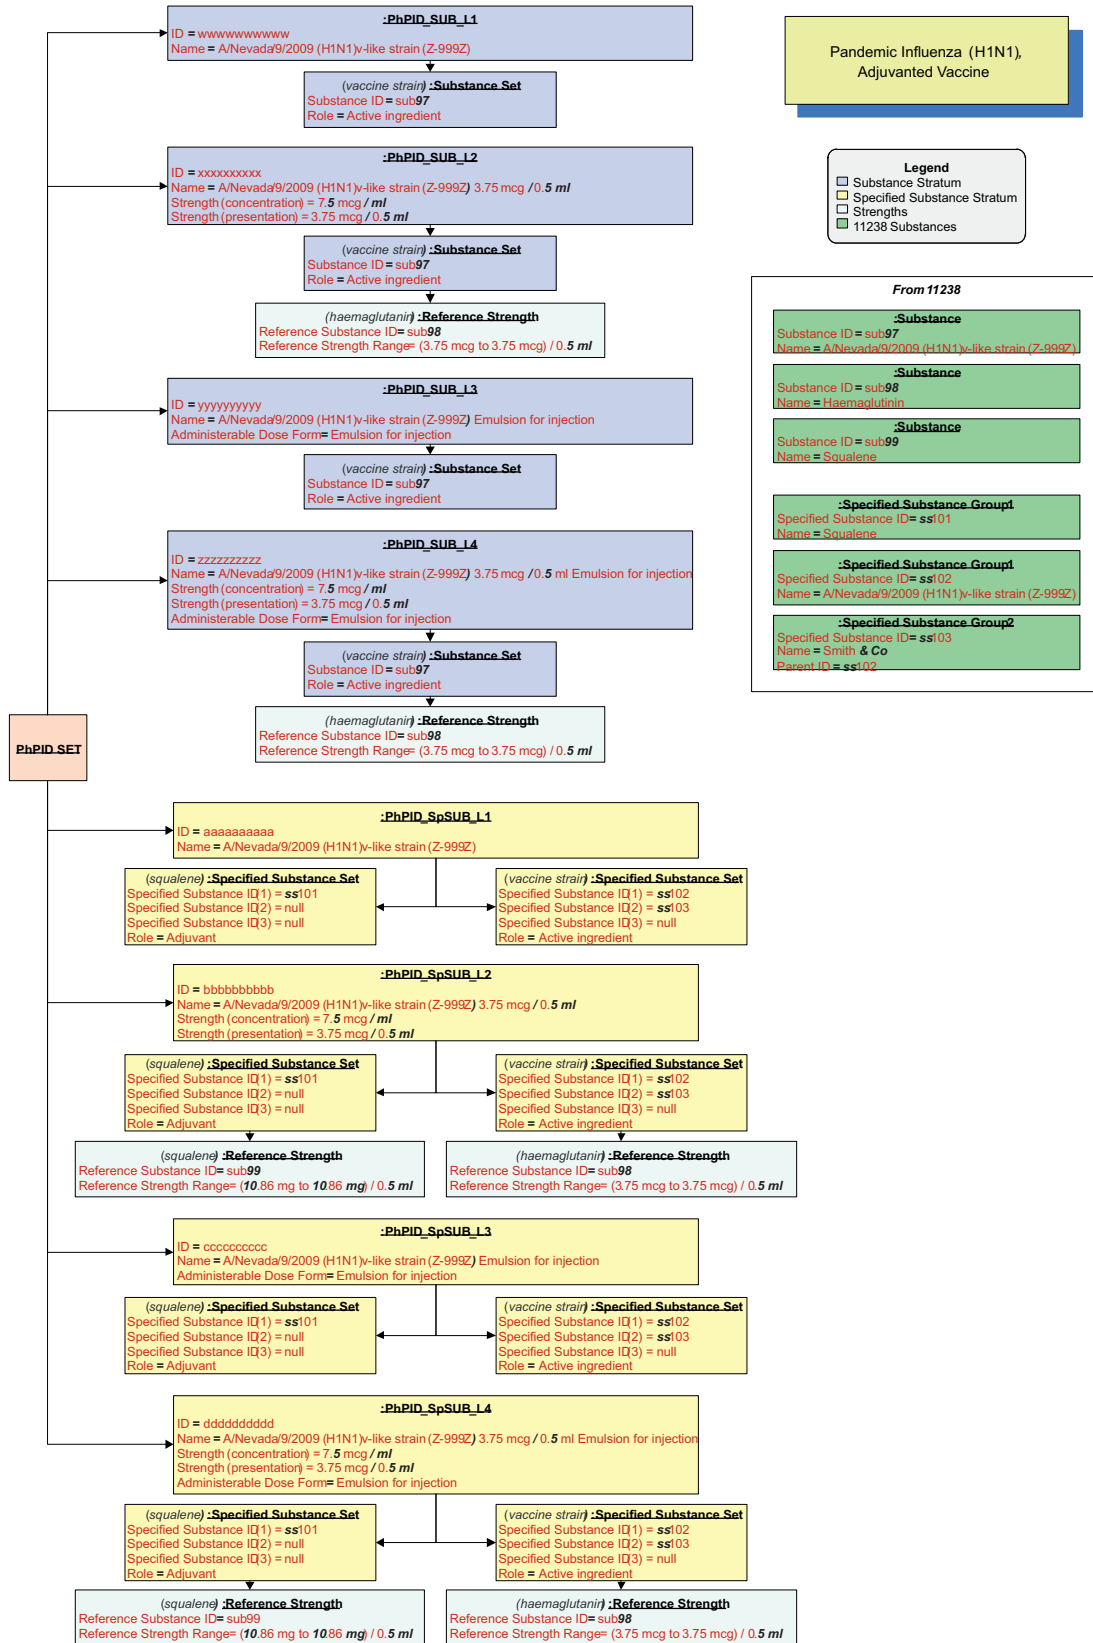 :PhPID_SUB_L1
ID = wwwwwwwwww
Name = A/Nevada/9/2009 (H1N1)v-like strain (Z-999Z)
(vaccine strain) :Substance Set
Substance ID = sub97
Role = Active ingredient
:PhPID_SUB_L2
ID = xxxxxxxxxx
Name = A/Nevada/9/2009 (H1N1)v-like strain (Z-999Z) 3.75 mcg / 0.5 ml
Strength (concentration) = 7.5 mcg / ml
Strength (presentation) = 3.75 mcg / 0.5 ml
(vaccine strain) :Substance Set
Substance ID = sub97
Role = Active ingredient
(haemaglutanin) :Reference Strength
Reference Substance ID = sub98
Reference Strength Range = (3.75 mcg to 3.75 mcg) / 0.5 ml
:PhPID_SUB_L3
ID = yyyyyyyyyy
Name = A/Nevada/9/2009 (H1N1)v-like strain (Z-999Z) Emulsion for injection
Administerable Dose Form = Emulsion for injection
(vaccine strain) :Substance Set
Substance ID = sub97
Role = Active ingredient
:PhPID_SUB_L4
ID = zzzzzzzzzz
Name = A/Nevada/9/2009 (H1N1)v-like strain (Z-999Z) 3.75 mcg / 0.5 ml Emulsion for injection
Strength (concentration) = 7.5 mcg / ml
Strength (presentation) = 3.75 mcg / 0.5 ml
Administerable Dose Form = Emulsion for injection
(vaccine strain) :Substance Set
Substance ID = sub97
Role = Active ingredient
(haemaglutanin) :Reference Strength
Reference Substance ID = sub98
Reference Strength Range = (3.75 mcg to 3.75 mcg) / 0.5 ml
PhPID SET
:PhPID_SpSUB_L1
ID = aaaaaaaaaa
Name = A/Nevada/9/2009 (H1N1)v-like strain (Z-999Z)
(squalene) :Specified Substance Set
Specified Substance ID(1) = ss101
Specified Substance ID(2) = null
Specified Substance ID(3) = null
Role = Adjuvant
(vaccine strain) :Specified Substance Set
Specified Substance ID(1) = ss102
Specified Substance ID(2) = ss103
Specified Substance ID(3) = null
Role = Active ingredient
:PhPID_SpSUB_L2
ID = bbbbbbbbbb
Name = A/Nevada/9/2009 (H1N1)v-like strain (Z-999Z) 3.75 mcg / 0.5 ml
Strength (concentration) = 7.5 mcg / ml
Strength (presentation) = 3.75 mcg / 0.5 ml
(squalene) :Specified Substance Set
Specified Substance ID(1) = ss101
Specified Substance ID(2) = null
Specified Substance ID(3) = null
Role = Adjuvant
(vaccine strain) :Specified Substance Set
Specified Substance ID(1) = ss102
Specified Substance ID(2) = ss103
Specified Substance ID(3) = null
Role = Active ingredient
(squalene) :Reference Strength
Reference Substance ID = sub99
Reference Strength Range = (10.86 mg to 10.86 mg) / 0.5 ml
(haemaglutanin) :Reference Strength
Reference Substance ID = sub98
Reference Strength Range = (3.75 mcg to 3.75 mcg) / 0.5 ml
:PhPID_SpSUB_L3
ID = cccccccccc
Name = A/Nevada/9/2009 (H1N1)v-like strain (Z-999Z) Emulsion for injection
Administerable Dose Form = Emulsion for injection
(squalene) :Specified Substance Set
Specified Substance ID(1) = ss101
Specified Substance ID(2) = null
Specified Substance ID(3) = null
Role = Adjuvant
(vaccine strain) :Specified Substance Set
Specified Substance ID(1) = ss102
Specified Substance ID(2) = ss103
Specified Substance ID(3) = null
Role = Active ingredient
:PhPID_SpSUB_L4
ID = dddddddddd
Name = A/Nevada/9/2009 (H1N1)v-like strain (Z-999Z) 3.75 mcg / 0.5 ml Emulsion for injection
Strength (concentration) = 7.5 mcg / ml
Strength (presentation) = 3.75 mcg / 0.5 ml
Administerable Dose Form = Emulsion for injection
(squalene) :Specified Substance Set
Specified Substance ID(1) = ss101
Specified Substance ID(2) = null
Specified Substance ID(3) = null
Role = Adjuvant
(vaccine strain) :Specified Substance Set
Specified Substance ID(1) = ss102
Specified Substance ID(2) = ss103
Specified Substance ID(3) = null
Role = Active ingredient
(squalene) :Reference Strength
Reference Substance ID = sub99
Reference Strength Range = (10.86 mg to 10.86 mg) / 0.5 ml
(haemaglutanin) :Reference Strength
Reference Substance ID = sub98
Reference Strength Range = (3.75 mcg to 3.75 mcg) / 0.5 ml
Pandemic Influenza (H1N1),
Adjuvanted Vaccine
Legend
Substance Stratum
Specified Substance Stratum
Strengths
11238 Substances
From 11238
:Substance
Substance ID = sub97
Name = A/Nevada/9/2009 (H1N1)v-like strain (Z-999Z)
:Substance
Substance ID = sub98
Name = Haemaglutinin
:Substance
Substance ID = sub99
Name = Squalene
:Specified Substance Group1
Specified Substance ID = ss101
Name = Squalene
:Specified Substance Group1
Specified Substance ID = ss102
Name = A/Nevada/9/2009 (H1N1)v-like strain (Z-999Z)
:Specified Substance Group2
Specified Substance ID = ss103
Name = Smith & Co
Parent ID = ss102